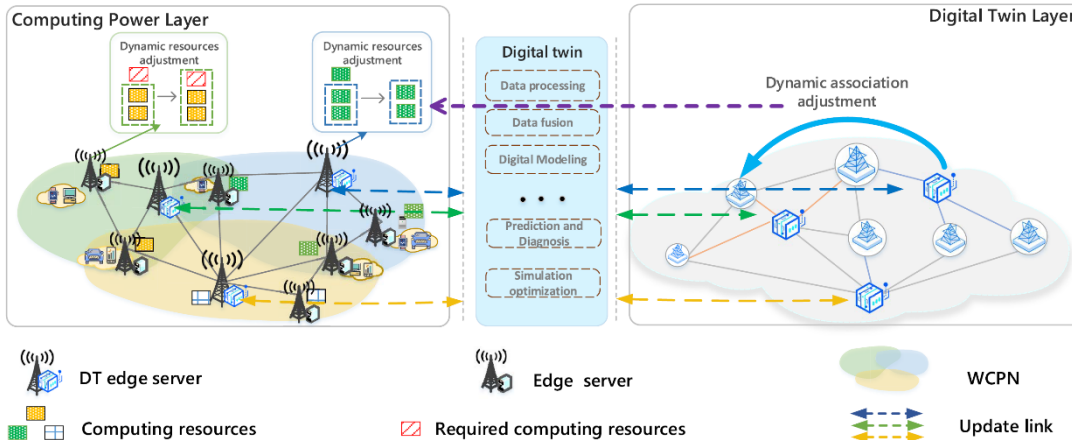 Computing Power Layer
Dynamic resources
adjustment
Dynamic resources
adjustment
Digital twin
Data processing
Data fusion
Digital Modeling
• • •
Prediction and
Diagnosis
Simulation
optimization
Digital Twin Layer
Dynamic association
adjustment
DT edge server
Edge server
WCPN
Computing resources
Required computing resources
Update link